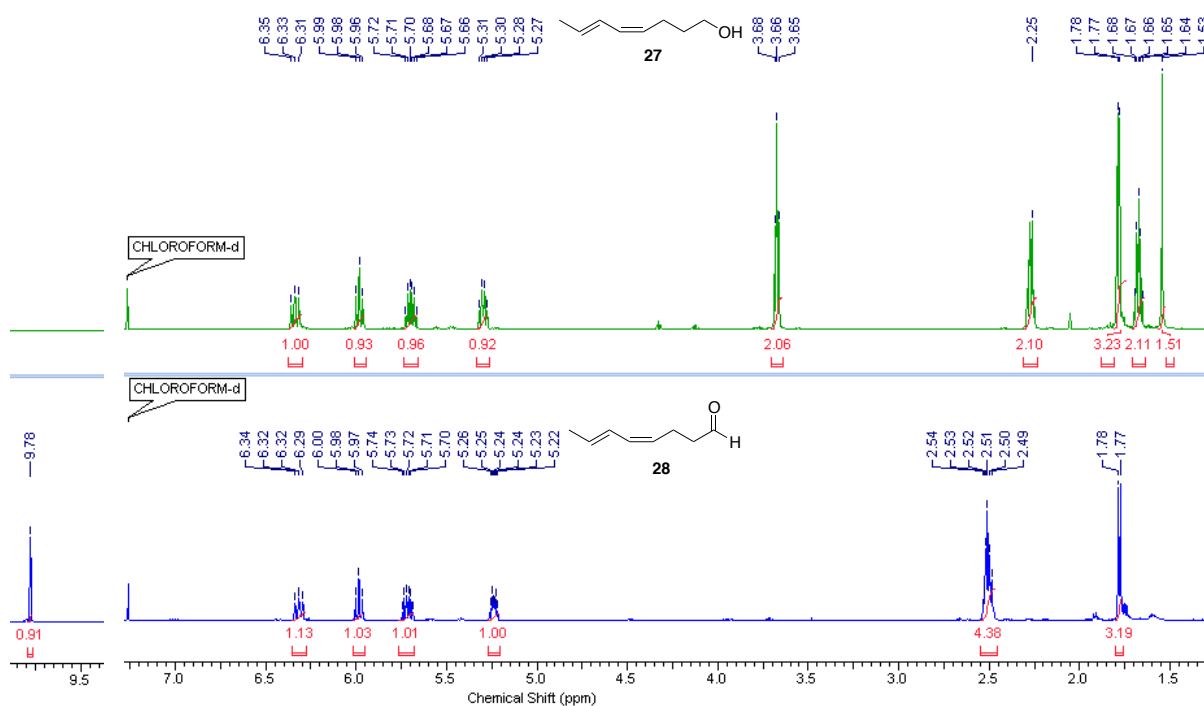 6.35 6.33 6.31 5.99 5.98 5.96 5.72 5.71 5.70 5.68 5.67 5.66 5.31 5.30 5.28 5.27 3.68 3.66 3.65 2.25 1.78 1.77 1.68 1.67 1.66 1.65 1.64 1.53
OH
27
CHLOROFORM-d
1.00 0.93 0.96 0.92 2.06 2.10 3.23 2.11 1.51
CHLOROFORM-d
9.78 6.34 6.32 6.32 6.29 6.00 5.98 5.97 5.74 5.73 5.72 5.71 5.70 5.26 5.25 5.24 5.24 5.23 5.22 2.54 2.53 2.52 2.51 2.50 2.49 1.78 1.77
O
H
28
0.91 1.13 1.03 1.01 1.00 4.38 3.19
9.5 7.0 6.5 6.0 5.5 5.0 4.5 4.0 3.5 3.0 2.5 2.0 1.5
Chemical Shift (ppm)